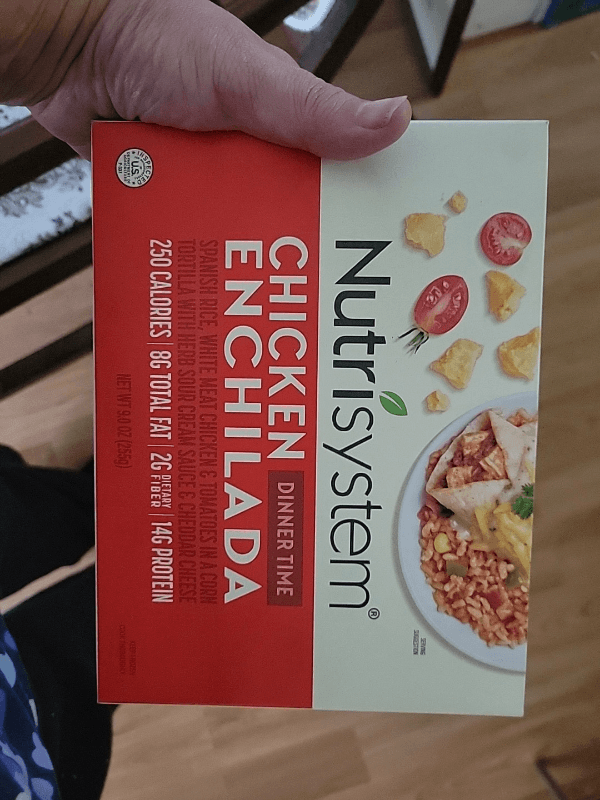 Nutrisystem®
SERVING
SUGGESTION
DINNER TIME
CHICKEN
ENCHILADA
SPANISH RICE, WHITE MEAT CHICKEN & TOMATOES IN A CORN
TORTILLA WITH HERB SOUR CREAM SAUCE & CHEDDAR CHEESE
250 CALORIES | 8G TOTAL FAT | 2G DIETARY FIBER | 14G PROTEIN
NET WT 9.0 OZ (255g)
INSPECTED
U.S.